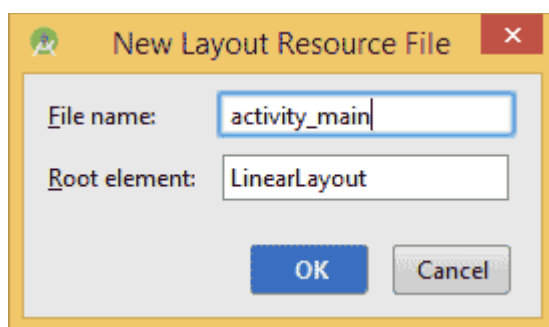 New Layout Resource File
File name: activity_main
Root element: LinearLayout
OK Cancel